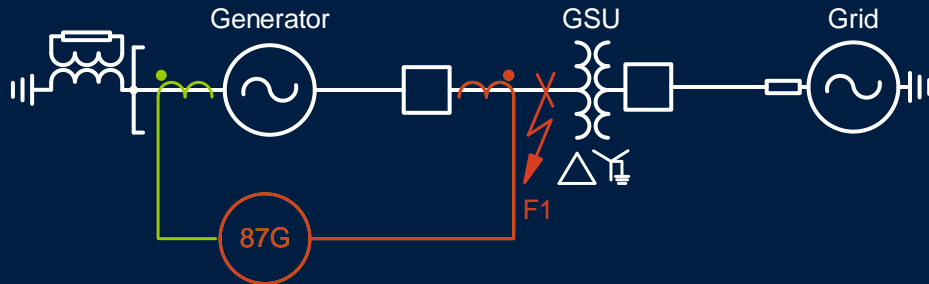 Generator
GSU
Grid
F1
87G